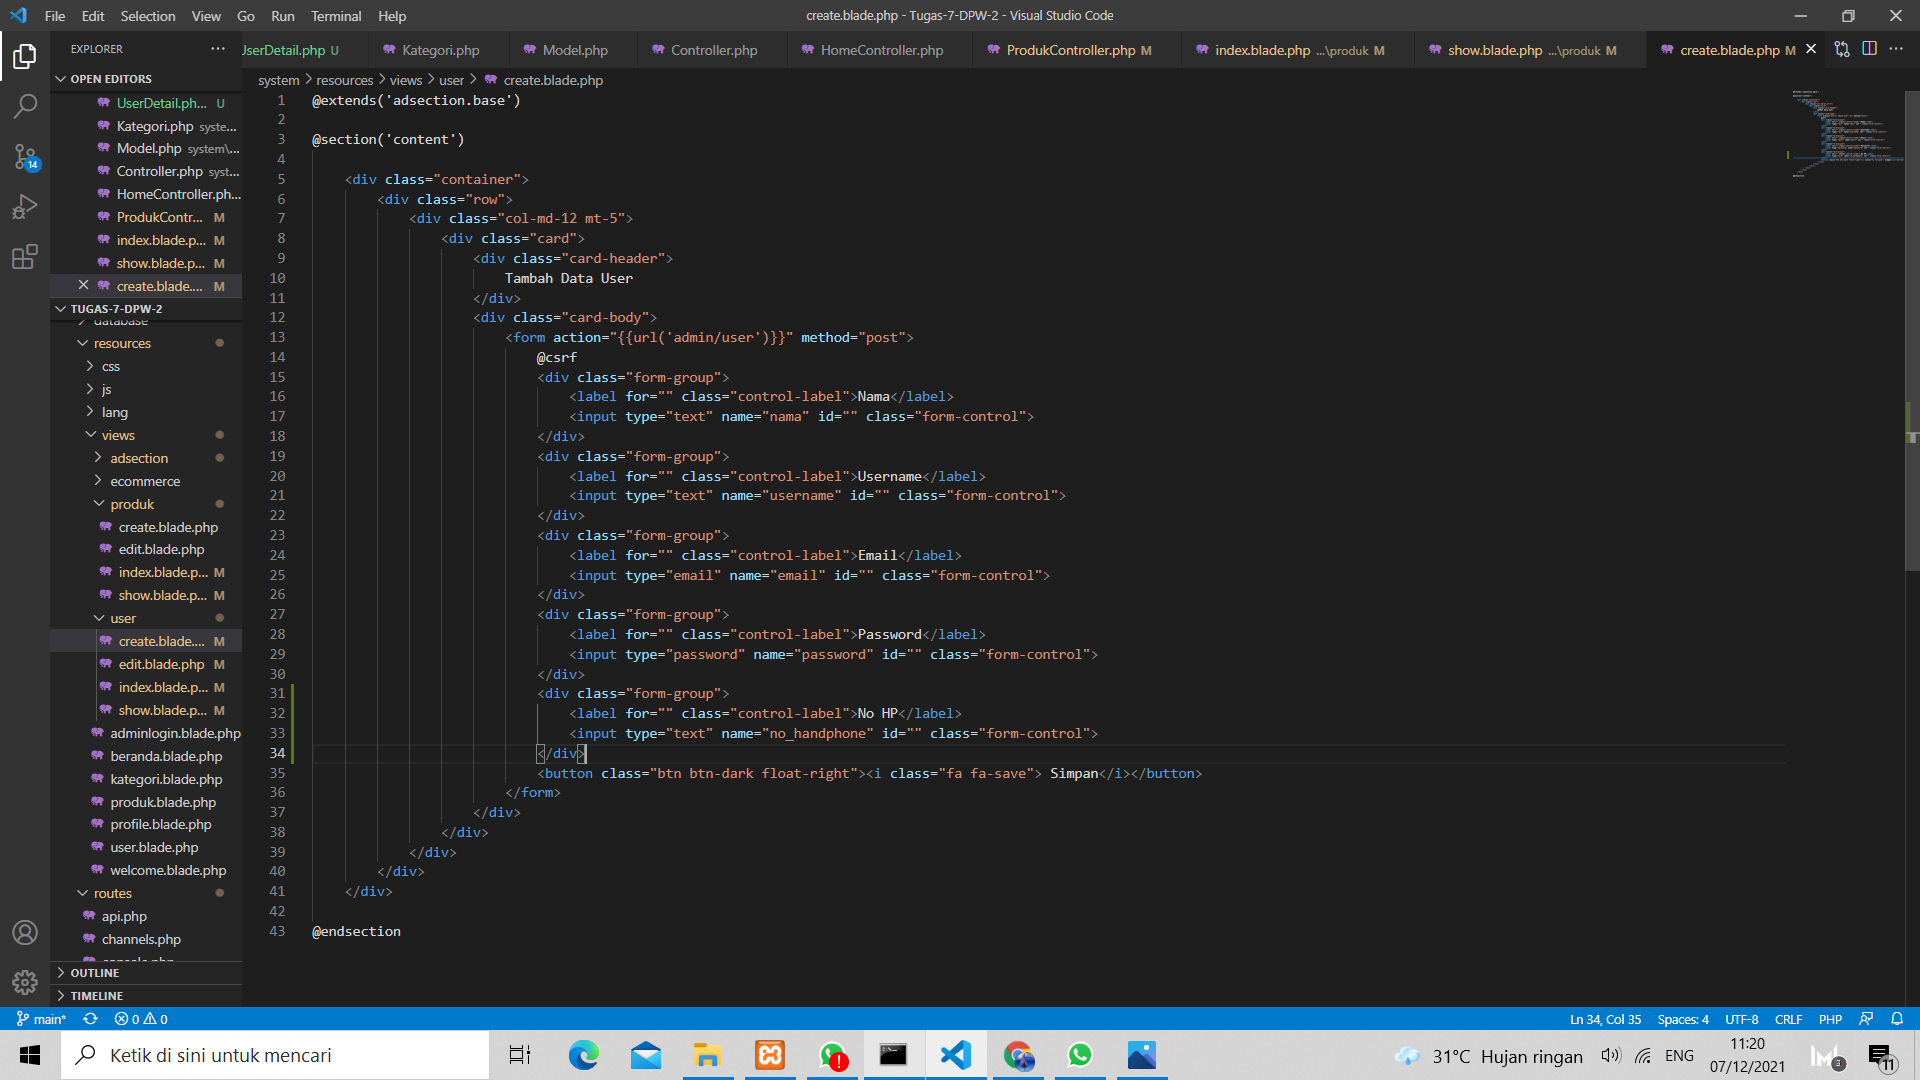 File Edit Selection View Go Run Terminal Help
create.blade.php - Tugas-7-DPW-2 - Visual Studio Code
EXPLORER
UserDetail.php U
Kategori.php
Model.php
Controller.php
HomeController.php
ProdukController.php M
index.blade.php ...\produk M
show.blade.php ...\produk M
create.blade.php M
OPEN EDITORS
UserDetail.ph... U
Kategori.php syste...
Model.php system\...
Controller.php syst...
HomeController.ph...
ProdukContr... M
index.blade.p... M
show.blade.p... M
create.blade.... M
TUGAS-7-DPW-2
database
resources
css
js
lang
views
adsection
ecommerce
produk
create.blade.php
edit.blade.php
index.blade.p... M
show.blade.p... M
user
create.blade.... M
edit.blade.php M
index.blade.p... M
show.blade.p... M
adminlogin.blade.php
beranda.blade.php
kategori.blade.php
produk.blade.php
profile.blade.php
user.blade.php
welcome.blade.php
routes
api.php
channels.php
console.php
OUTLINE
TIMELINE
14
system > resources > views > user > create.blade.php
1 @extends('adsection.base')
2
3 @section('content')
4
5 <div class="container">
6 <div class="row">
7 <div class="col-md-12 mt-5">
8 <div class="card">
9 <div class="card-header">
10 Tambah Data User
11 </div>
12 <div class="card-body">
13 <form action="{{url('admin/user')}}" method="post">
14 @csrf
15 <div class="form-group">
16 <label for="" class="control-label">Nama</label>
17 <input type="text" name="nama" id="" class="form-control">
18 </div>
19 <div class="form-group">
20 <label for="" class="control-label">Username</label>
21 <input type="text" name="username" id="" class="form-control">
22 </div>
23 <div class="form-group">
24 <label for="" class="control-label">Email</label>
25 <input type="email" name="email" id="" class="form-control">
26 </div>
27 <div class="form-group">
28 <label for="" class="control-label">Password</label>
29 <input type="password" name="password" id="" class="form-control">
30 </div>
31 <div class="form-group">
32 <label for="" class="control-label">No HP</label>
33 <input type="text" name="no_handphone" id="" class="form-control">
34 </div>
35 <button class="btn btn-dark float-right"><i class="fa fa-save"> Simpan</i></button>
36 </form>
37 </div>
38 </div>
39 </div>
40 </div>
41 </div>
42
43 @endsection
main* 0 0
Ln 34, Col 35 Spaces: 4 UTF-8 CRLF PHP
Ketik di sini untuk mencari
31°C Hujan ringan
ENG
11:20
07/12/2021
3
11